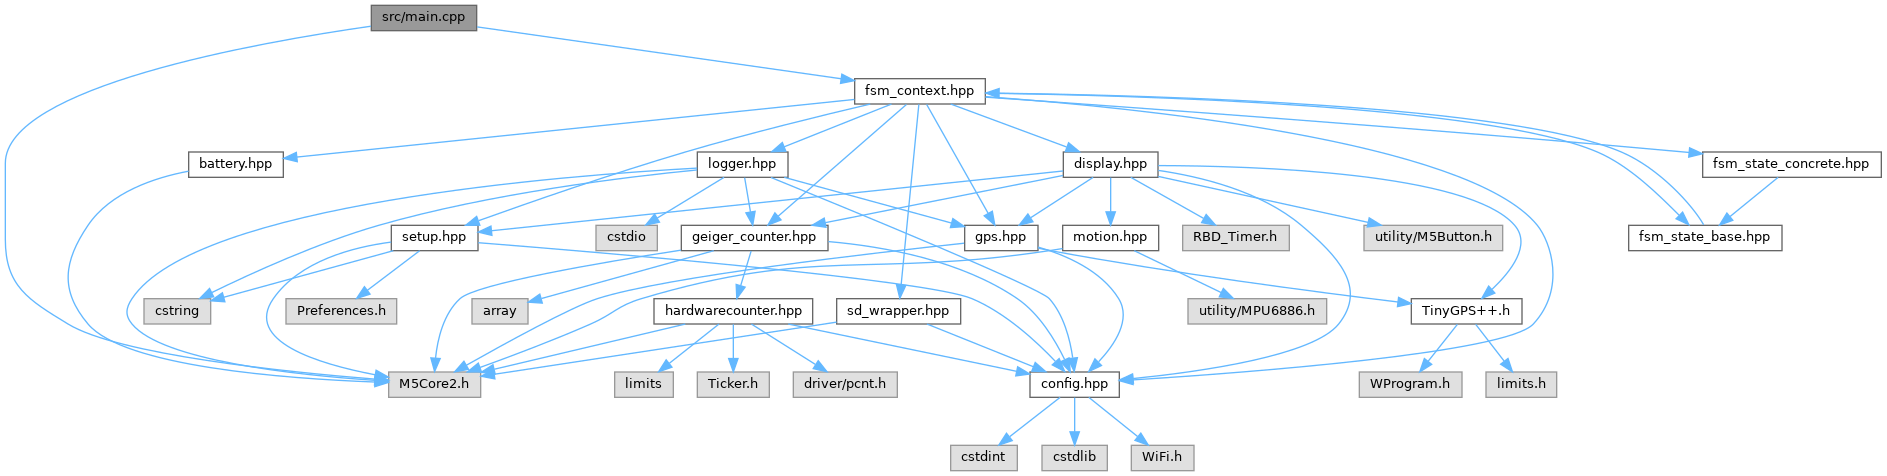 src/main.cpp
fsm_context.hpp
battery.hpp
logger.hpp
display.hpp
fsm_state_concrete.hpp
setup.hpp
cstdio
geiger_counter.hpp
gps.hpp
motion.hpp
RBD_Timer.h
utility/M5Button.h
fsm_state_base.hpp
cstring
Preferences.h
array
hardwarecounter.hpp
sd_wrapper.hpp
utility/MPU6886.h
TinyGPS++.h
M5Core2.h
limits
Ticker.h
driver/pcnt.h
config.hpp
WProgram.h
limits.h
cstdint
cstdlib
WiFi.h